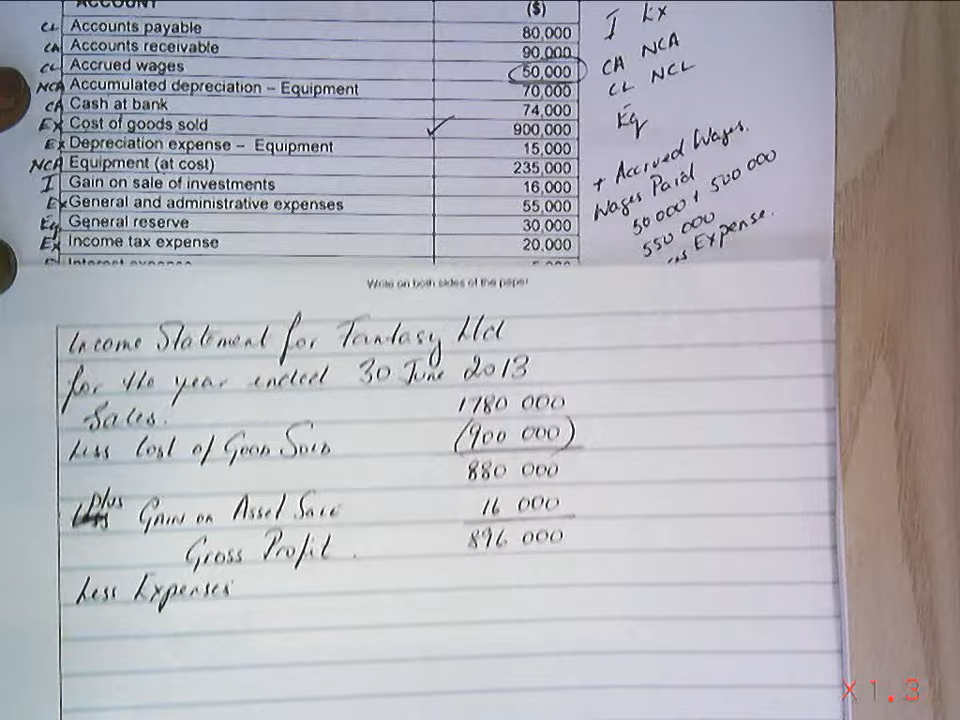 ACCOUNT ($)
CL Accounts payable 80,000
CA Accounts receivable 90,000
CL Accrued wages 50,000
NCA Accumulated depreciation – Equipment 70,000
CA Cash at bank 74,000
Ex Cost of goods sold 900,000
Ex Depreciation expense – Equipment 15,000
NCA Equipment (at cost) 235,000
I Gain on sale of investments 16,000
Ex General and administrative expenses 55,000
Eq General reserve 30,000
Ex Income tax expense 20,000
I Ex
CA NCA
CL NCL
Eq
+ Accrued Wages.
Wages Paid
50 000 + 500 000
550 000
as Expense.
Write on both sides of the paper
Income Statement for Fantasy Ltd
for the year ended 30 June 2013
Sales. 1780 000
Less Cost of Goods Sold (900 000)
880 000
plus Gain on Asset Sale 16 000
Gross Profit. 896 000
Less Expenses
X1.3